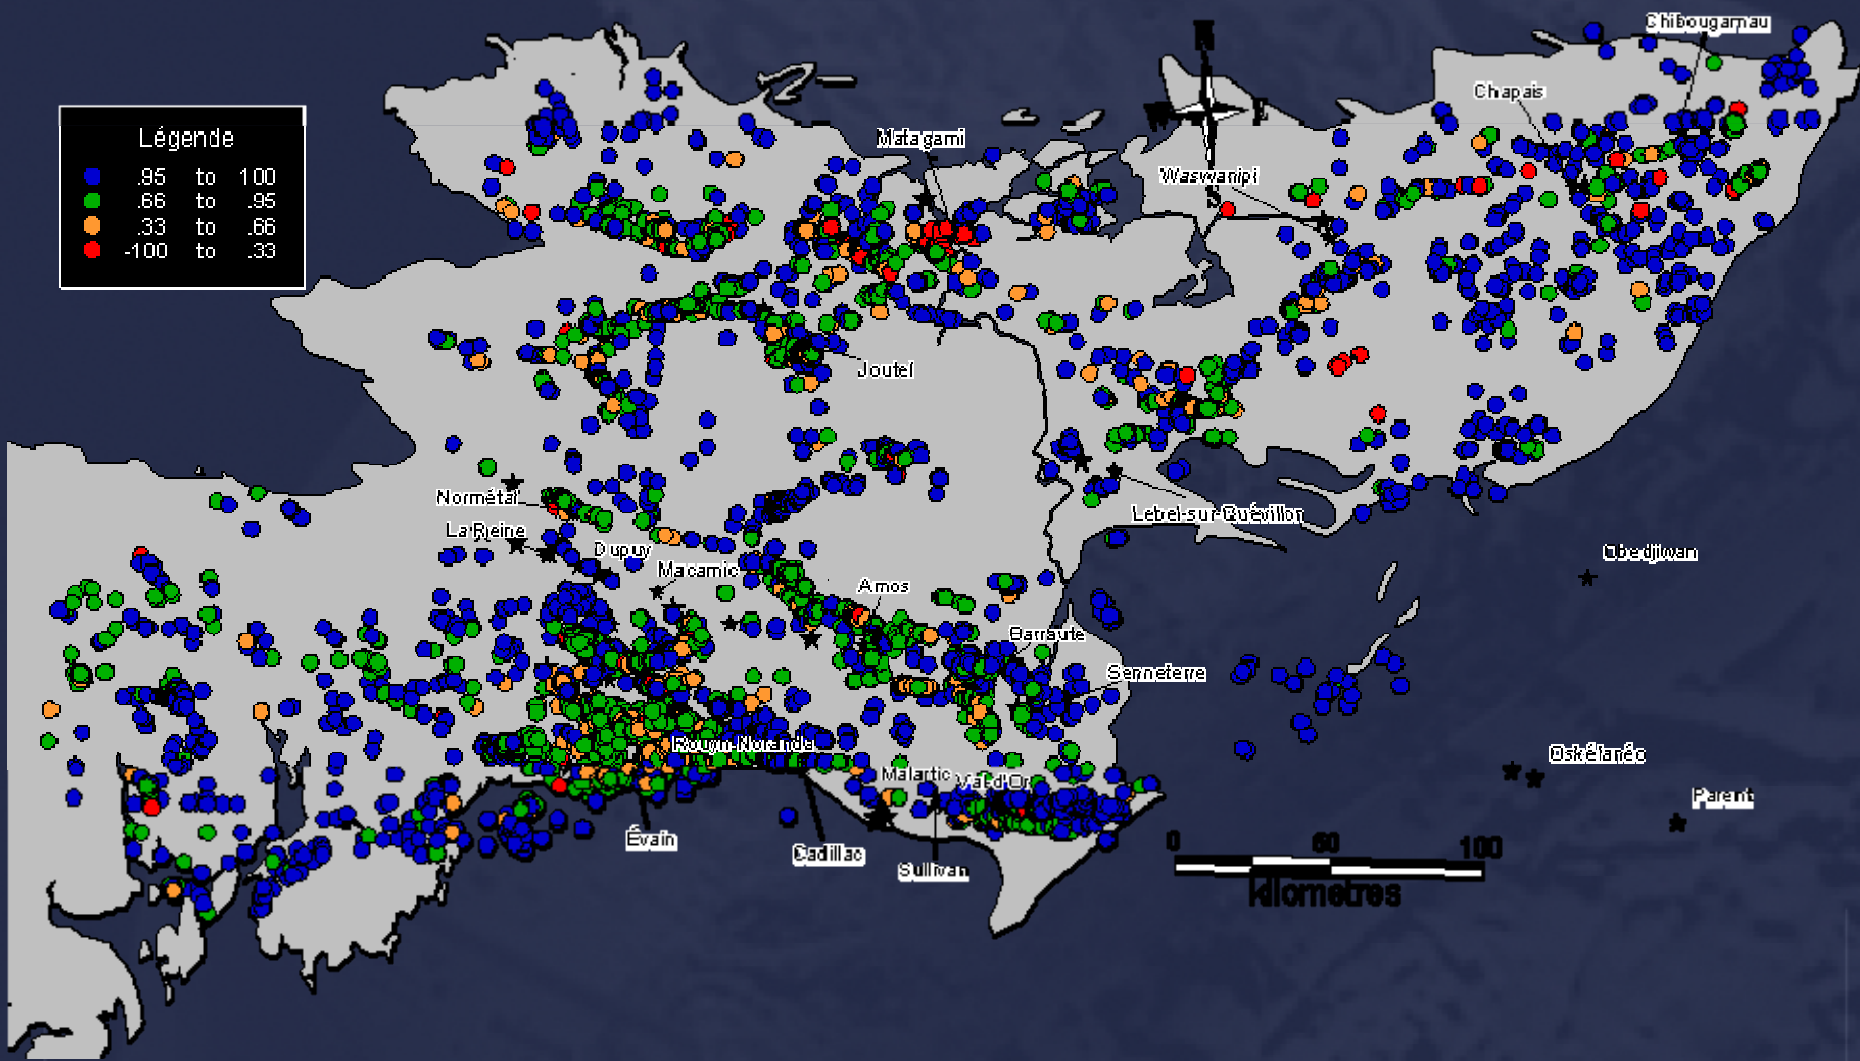 Chibougamau
Chapais
Légende
.95 to 100
.66 to .95
.33 to .66
-100 to .33
N
E
S
Matagami
Waswanipi
Joutel
Normétal
La Reine
Dupuy
Macamic
Amos
Barraute
Senneterre
Lebel-sur-Quévillon
Obedjiwan
Rouyn-Noranda
Malartic
Val-d'Or
Oskélanéo
Parent
Évain
Cadillac
Sullivan
0 60 100
kilometres